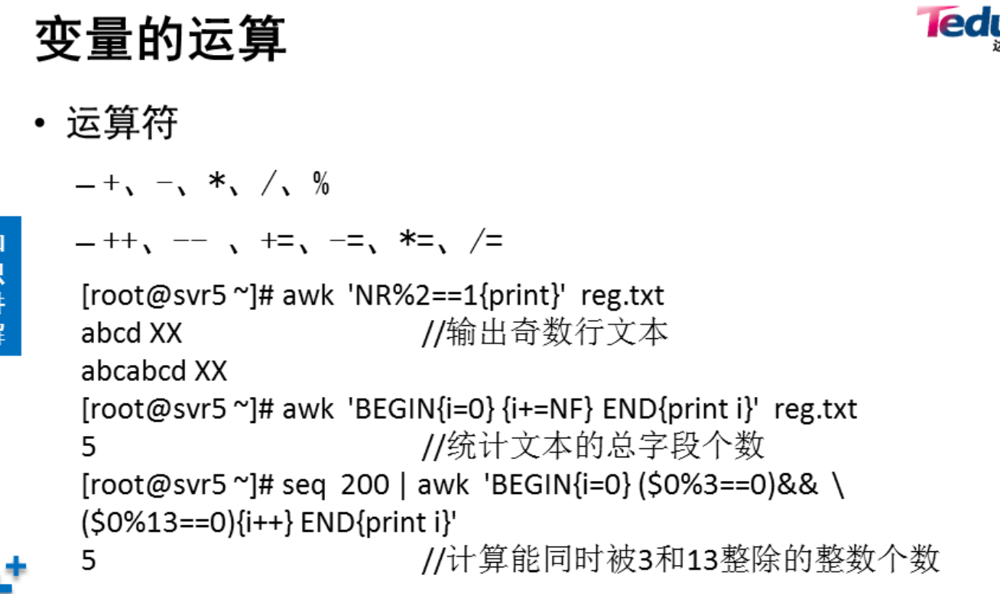 变量的运算
Tedu
• 运算符
– +、-、*、/、%
– ++、-- 、+=、-=、*=、/=
[root@svr5 ~]# awk 'NR%2==1{print}' reg.txt
abcd XX //输出奇数行文本
abcabcd XX
[root@svr5 ~]# awk 'BEGIN{i=0} {i+=NF} END{print i}' reg.txt
5 //统计文本的总字段个数
[root@svr5 ~]# seq 200 | awk 'BEGIN{i=0} ($0%3==0)&& \
($0%13==0){i++} END{print i}'
5 //计算能同时被3和13整除的整数个数